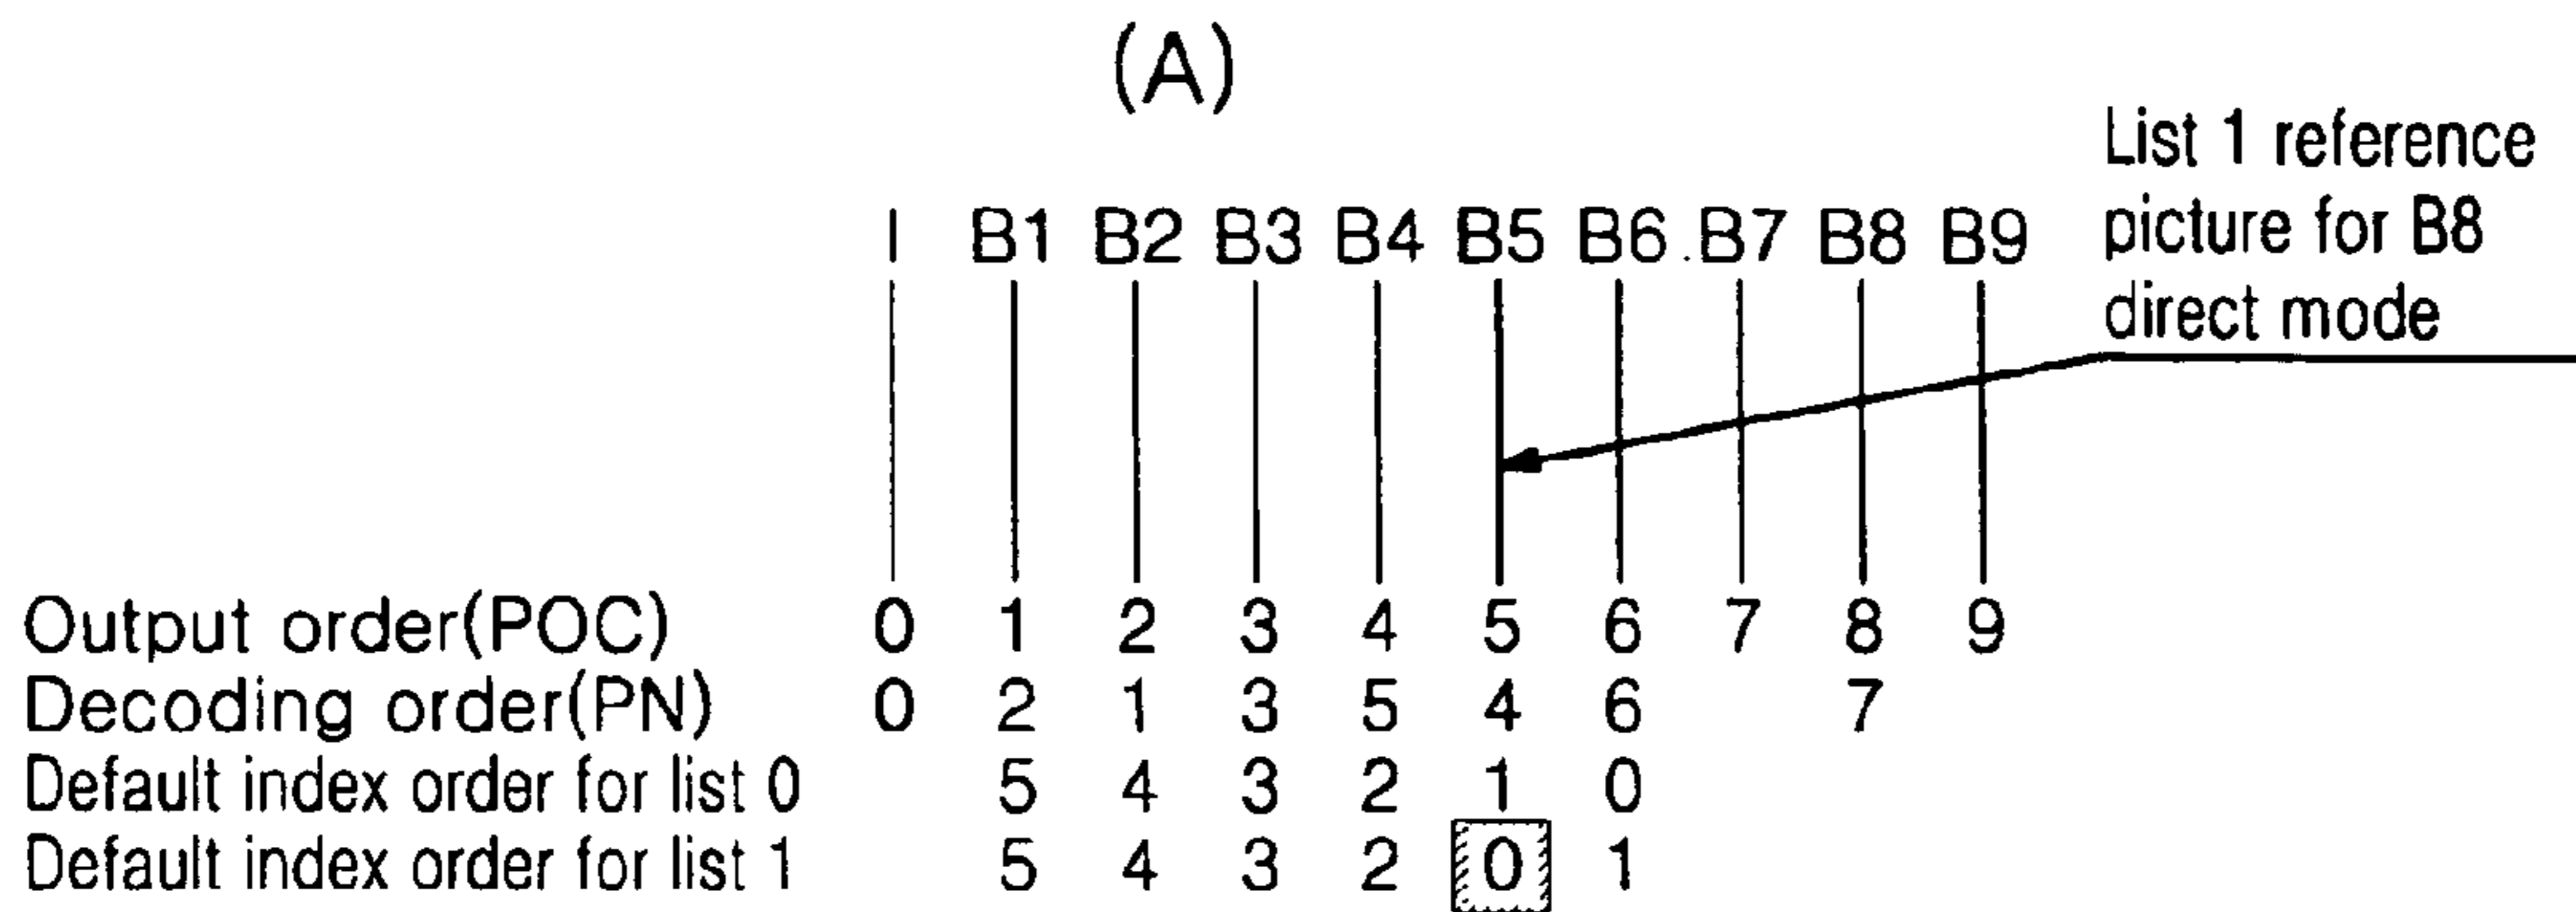 (A)
List 1 reference
picture for B8
direct mode
I B1 B2 B3 B4 B5 B6 B7 B8 B9
Output order(POC) 0 1 2 3 4 5 6 7 8 9
Decoding order(PN) 0 2 1 3 5 4 6 7
Default index order for list 0 5 4 3 2 1 0
Default index order for list 1 5 4 3 2 0 1